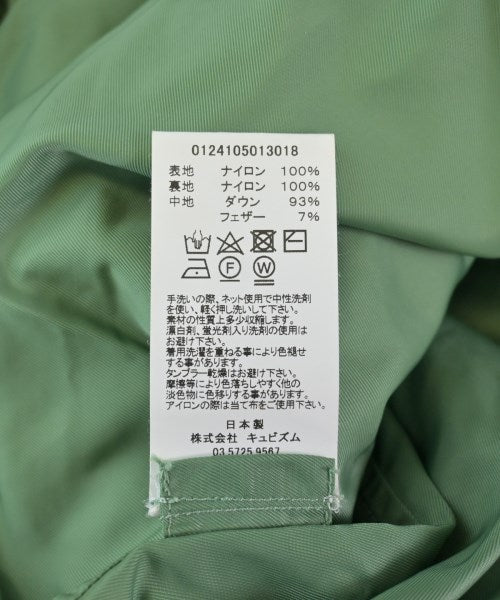 0124105013018
表地 ナイロン 100%
裏地 ナイロン 100%
中地 ダウン 93%
フェザー 7%
F W
手洗いの際、ネット使用で中性洗剤
を使い、軽く押し洗いして下さい。
素材の性質上多少収縮します。
漂白剤、蛍光剤入り洗剤の使用は
お避け下さい。
着用洗濯を重ねる事により色褪せ
する事があります。
タンブラー乾燥はお避け下さい。
摩擦等により色落ちしやすく他の
淡色物に色移りする事があります。
アイロンの際は当て布をご使用下さい。
日本製
株式会社 キュビズム
03 5725 9567